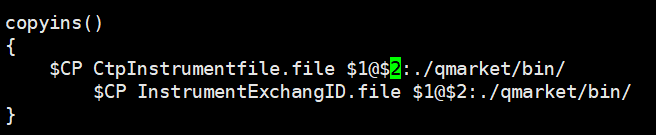 copyins()
{
    $CP CtpInstrumentfile.file $1@$2:./qmarket/bin/
        $CP InstrumentExchangID.file $1@$2:./qmarket/bin/
}